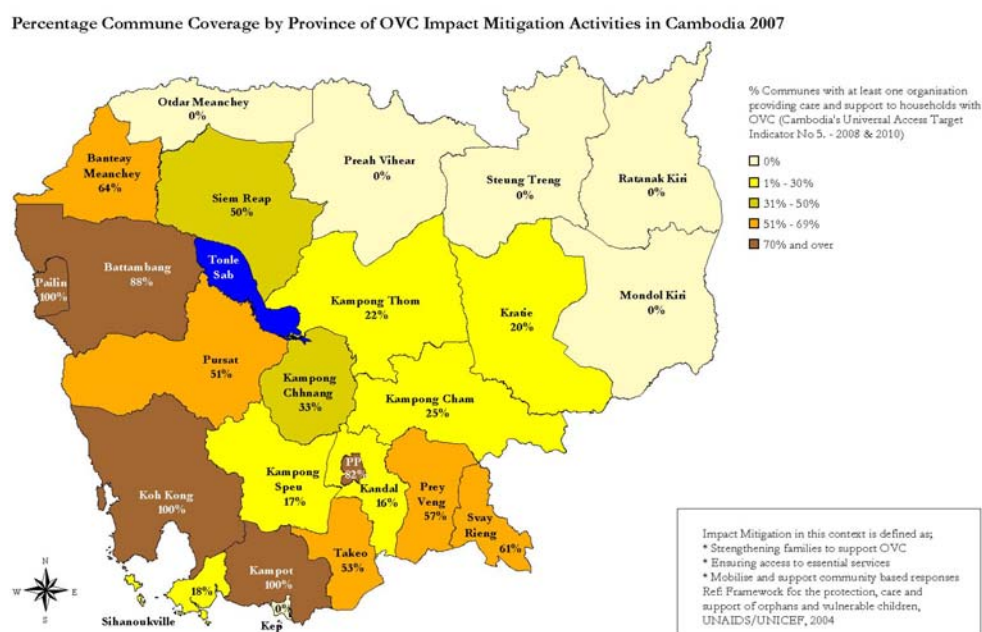 Percentage Commune Coverage by Province of OVC Impact Mitigation Activities in Cambodia 2007
Otdar Meanchey
0%
Banteay
Meanchey
64%
Siem Reap
50%
Preah Vihear
0%
Steung Treng
0%
Ratanak Kiri
0%
% Communes with at least one organisation
providing care and support to households with
OVC (Cambodia's Universal Access Target
Indicator No 5. - 2008 & 2010)
0%
1% - 30%
31% - 50%
51% - 69%
70% and over
Pailin
100%
Battambang
88%
Tonle
Sab
Kampong Thom
22%
Kratie
20%
Mondol Kiri
0%
Pursat
51%
Kampong
Chhnang
33%
Kampong Cham
25%
Koh Kong
100%
Kampong
Speu
17%
PP
82%
Kandal
16%
Prey
Veng
57%
Svay
Rieng
61%
Takeo
53%
Kampot
100%
18%
Sihanoukville
0%
Kep
N
W
E
S
Impact Mitigation in this context is defined as;
* Strengthening families to support OVC
* Ensuring access to essential services
* Mobilise and support community based responses
Ref: Framework for the protection, care and
support of orphans and vulnerable children,
UNAIDS/UNICEF, 2004